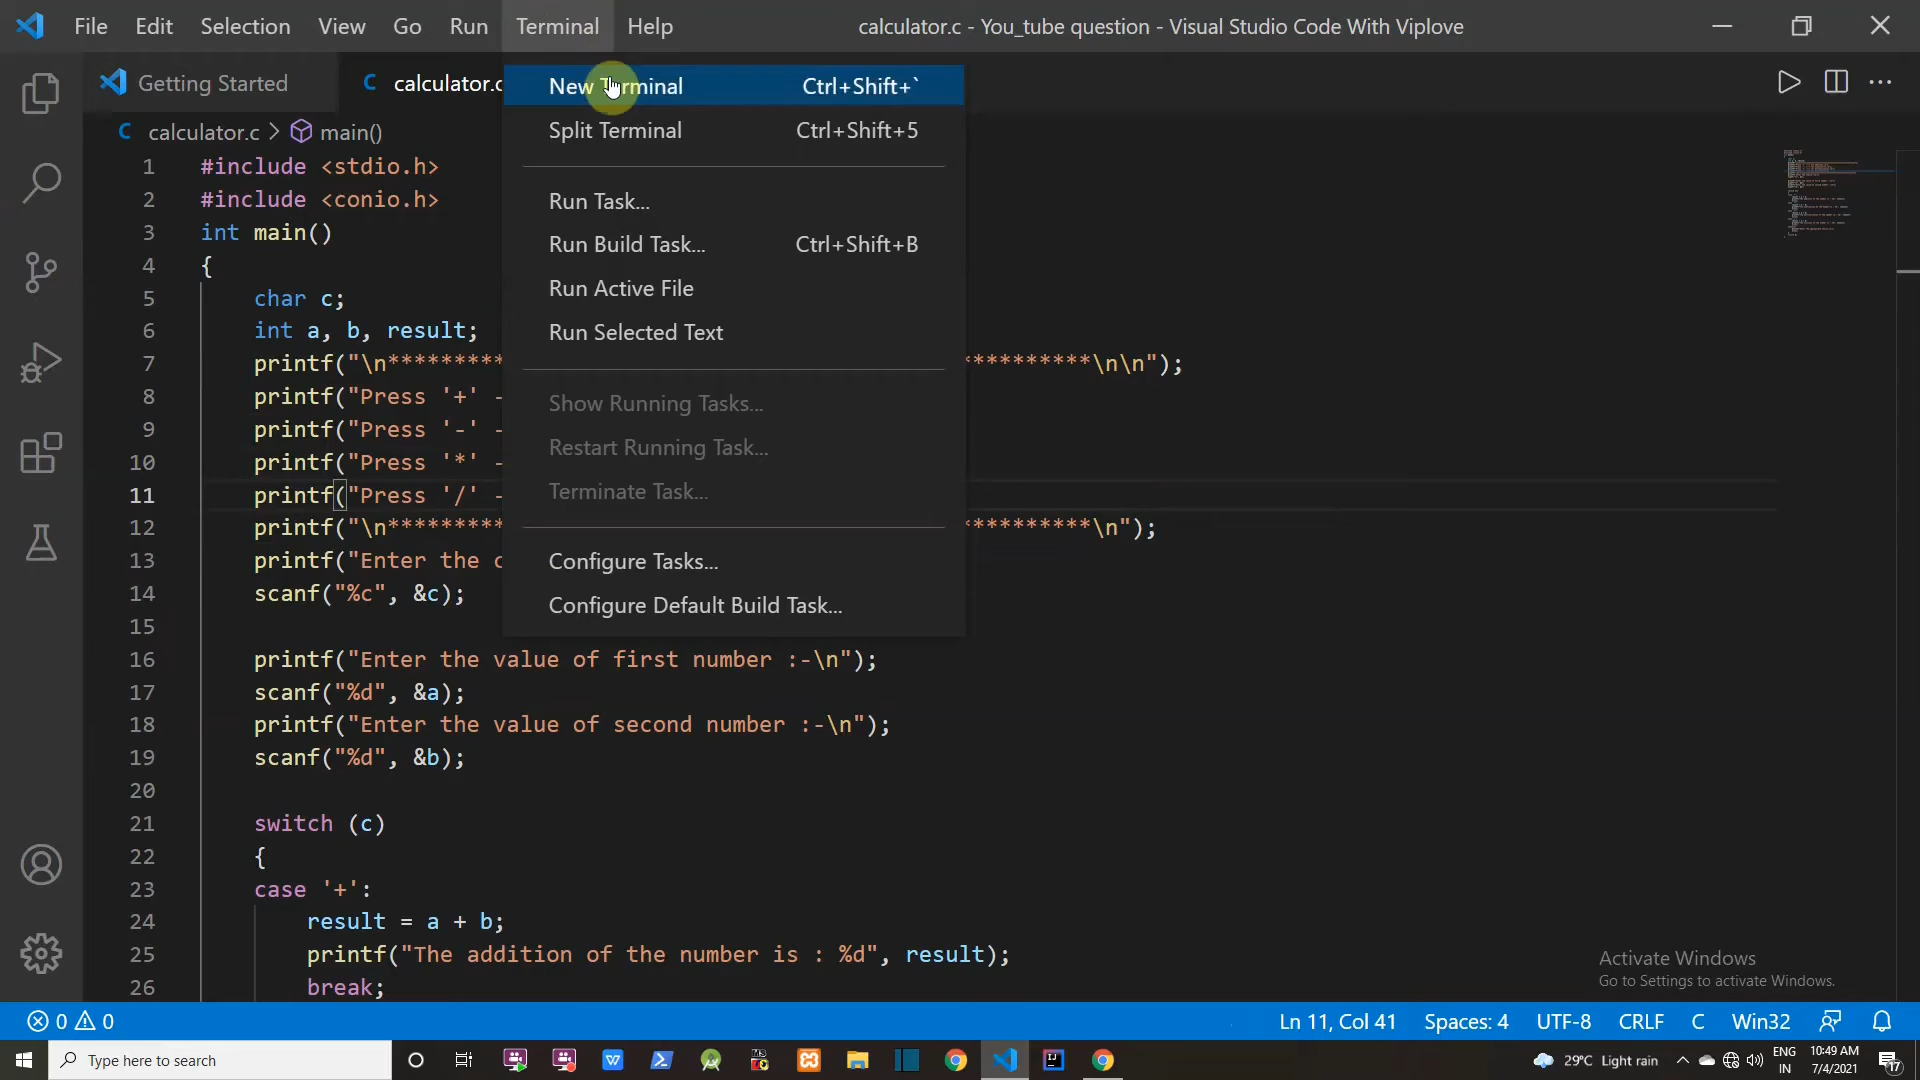 File Edit Selection View Go Run Terminal Help calculator.c - You_tube question - Visual Studio Code With Viplove
Getting Started calculator.c
New Terminal Ctrl+Shift+`
Split Terminal Ctrl+Shift+5
Run Task...
Run Build Task... Ctrl+Shift+B
Run Active File
Run Selected Text
Show Running Tasks...
Restart Running Task...
Terminate Task...
Configure Tasks...
Configure Default Build Task...
calculator.c > main()
1 #include <stdio.h>
2 #include <conio.h>
3 int main()
4 {
5 char c;
6 int a, b, result;
7 printf("\n********* **********\n\n");
8 printf("Press '+' -
9 printf("Press '-' -
10 printf("Press '*' -
11 printf("Press '/' -
12 printf("\n********* **********\n");
13 printf("Enter the c
14 scanf("%c", &c);
15
16 printf("Enter the value of first number :-\n");
17 scanf("%d", &a);
18 printf("Enter the value of second number :-\n");
19 scanf("%d", &b);
20
21 switch (c)
22 {
23 case '+':
24 result = a + b;
25 printf("The addition of the number is : %d", result);
26 break;
Activate Windows
Go to Settings to activate Windows.
0 0 Ln 11, Col 41 Spaces: 4 UTF-8 CRLF C Win32
Type here to search 29°C Light rain ENG 10:49 AM
IN 7/4/2021 17